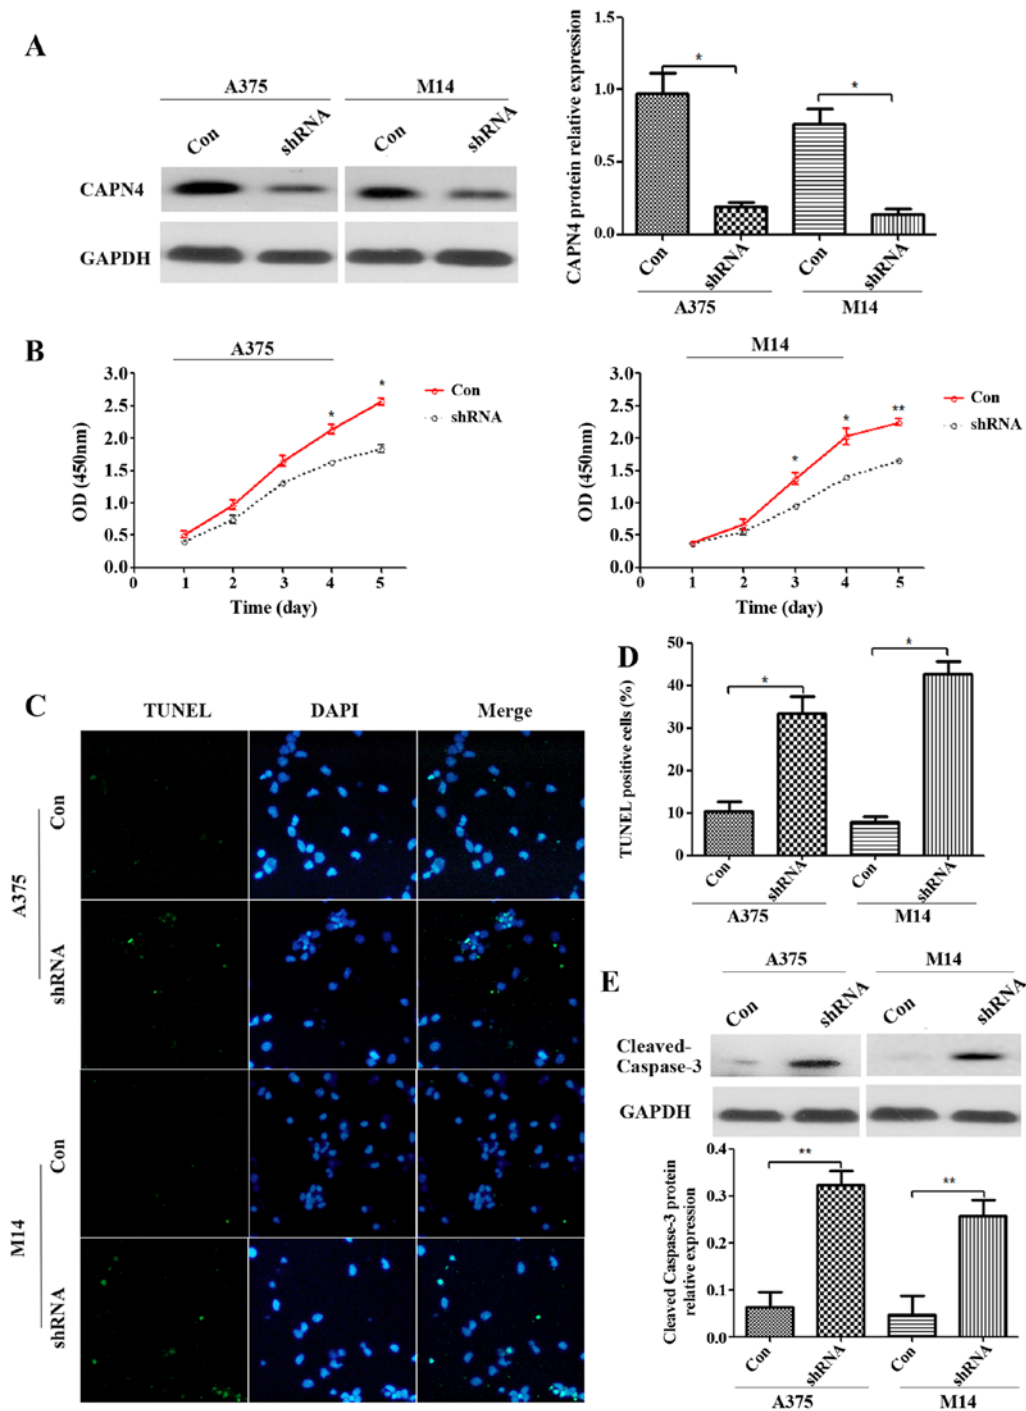 A
A375
M14
Con
shRNA
Con
shRNA
CAPN4
GAPDH
CAPN4 protein relative expression
1.5
1.0
0.5
0.0
*
*
Con
shRNA
Con
shRNA
A375
M14
B
A375
OD (450nm)
3.0
2.5
2.0
1.5
1.0
0.5
0.0
0
1
2
3
4
5
Time (day)
*
*
Con
shRNA
M14
OD (450nm)
3.0
2.5
2.0
1.5
1.0
0.5
0.0
0
1
2
3
4
5
Time (day)
*
*
**
Con
shRNA
C
TUNEL
DAPI
Merge
A375
Con
shRNA
M14
Con
shRNA
D
TUNEL positive cells (%)
50
40
30
20
10
0
*
*
Con
shRNA
Con
shRNA
A375
M14
E
A375
M14
Con
shRNA
Con
shRNA
Cleaved-
Caspase-3
GAPDH
Cleaved Caspase-3 protein
relative expression
0.4
0.3
0.2
0.1
0.0
**
**
Con
shRNA
Con
shRNA
A375
M14